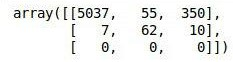 array([[5037, 55, 350],
[ 7, 62, 10],
[ 0, 0, 0]])